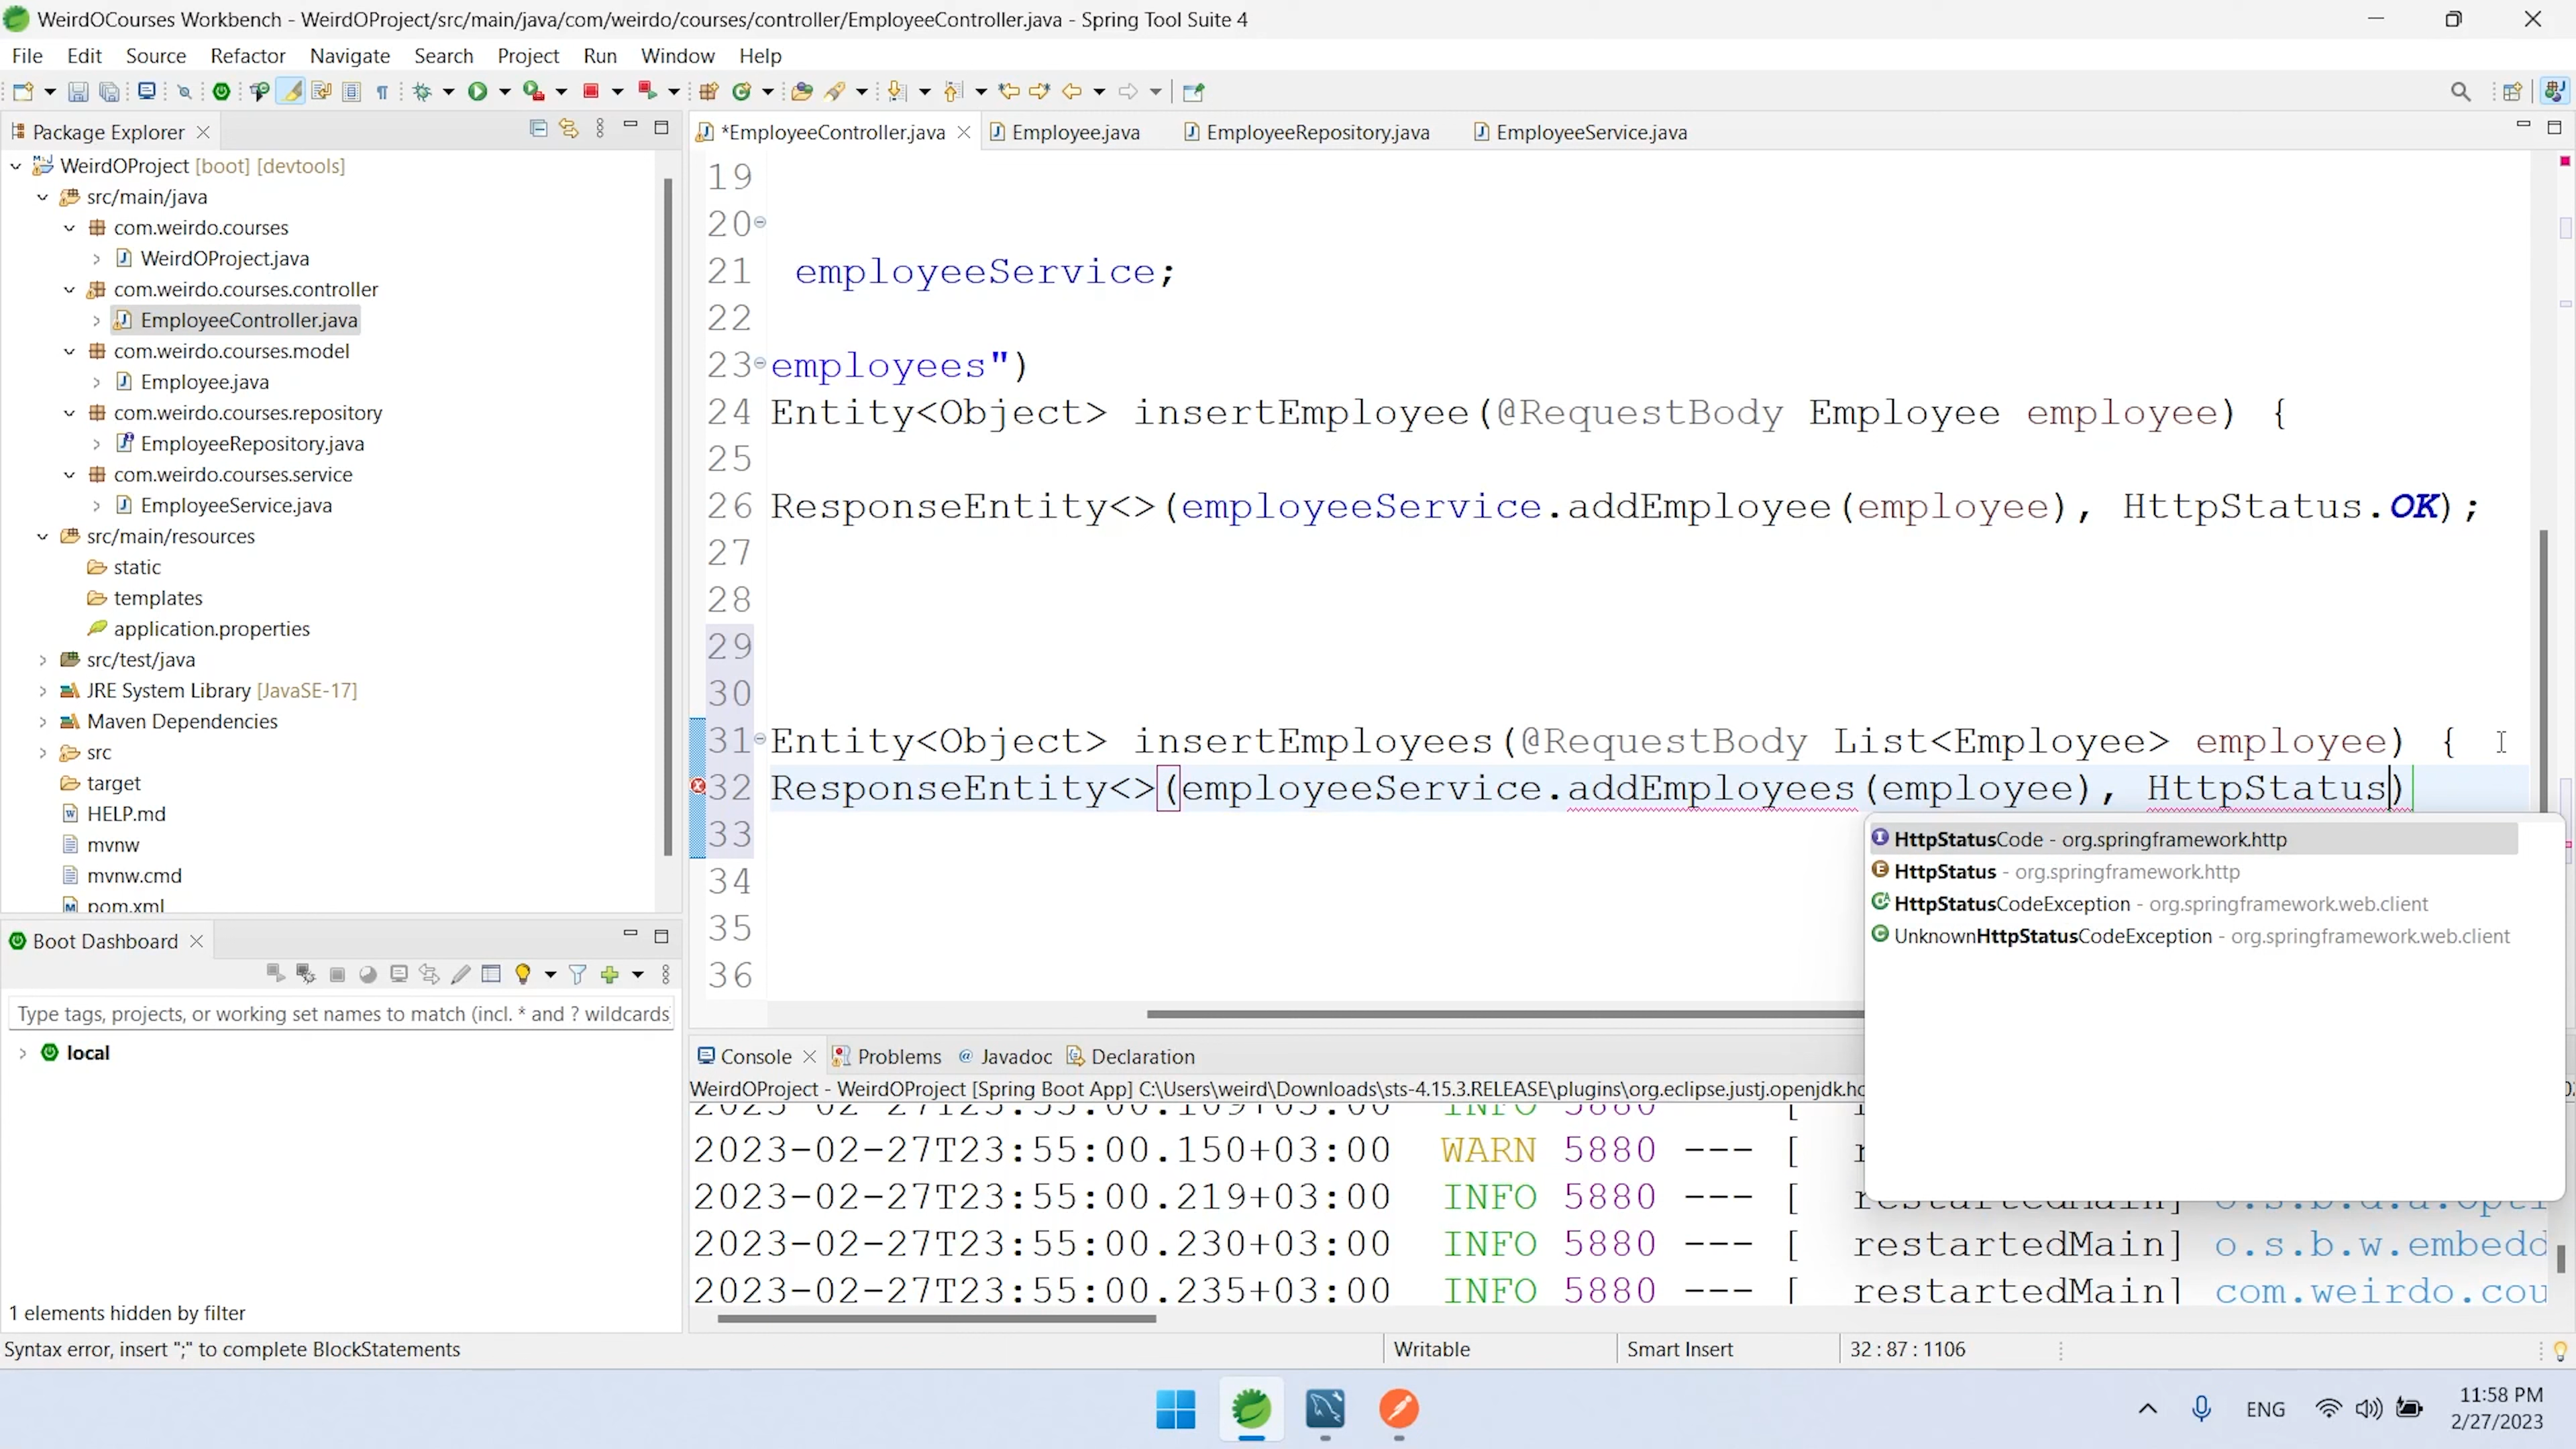 WeirdOCourses Workbench - WeirdOProject/src/main/java/com/weirdo/courses/controller/EmployeeController.java - Spring Tool Suite 4
File Edit Source Refactor Navigate Search Project Run Window Help
Package Explorer
*EmployeeController.java Employee.java EmployeeRepository.java EmployeeService.java
WeirdOProject [boot] [devtools]
src/main/java
com.weirdo.courses
WeirdOProject.java
com.weirdo.courses.controller
EmployeeController.java
com.weirdo.courses.model
Employee.java
com.weirdo.courses.repository
EmployeeRepository.java
com.weirdo.courses.service
EmployeeService.java
src/main/resources
static
templates
application.properties
src/test/java
JRE System Library [JavaSE-17]
Maven Dependencies
src
target
HELP.md
mvnw
mvnw.cmd
pom.xml
19
20
21 employeeService;
22
23 employees")
24 Entity<Object> insertEmployee(@RequestBody Employee employee) {
25
26 ResponseEntity<>(employeeService.addEmployee(employee), HttpStatus.OK);
27
28
29
30
31 Entity<Object> insertEmployees(@RequestBody List<Employee> employee) {
32 ResponseEntity<>(employeeService.addEmployees(employee), HttpStatus)
33
34
35
36
HttpStatusCode - org.springframework.http
HttpStatus - org.springframework.http
HttpStatusCodeException - org.springframework.web.client
UnknownHttpStatusCodeException - org.springframework.web.client
Boot Dashboard
Type tags, projects, or working set names to match (incl. * and ? wildcards
local
1 elements hidden by filter
Console Problems Javadoc Declaration
WeirdOProject - WeirdOProject [Spring Boot App] C:\Users\weird\Downloads\sts-4.15.3.RELEASE\plugins\org.eclipse.justj.openjdk.ho
2023-02-27T23:55:00.150+03:00 WARN 5880 --- [
2023-02-27T23:55:00.219+03:00 INFO 5880 --- [ restartedMain] o.s.b.d.a.opti
2023-02-27T23:55:00.230+03:00 INFO 5880 --- [ restartedMain] o.s.b.w.embedd
2023-02-27T23:55:00.235+03:00 INFO 5880 --- [ restartedMain] com.weirdo.cou
Syntax error, insert ";" to complete BlockStatements
Writable
Smart Insert
32 : 87 : 1106
ENG
11:58 PM
2/27/2023